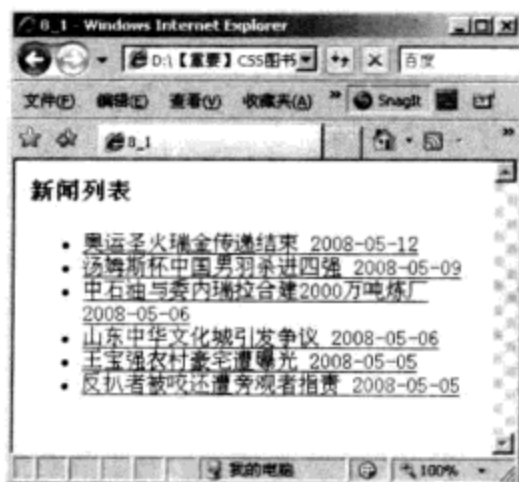 8_1 - Windows Internet Explorer
D:\【重要】CSS图书
百度
文件(F) 编辑(E) 查看(V) 收藏夹(A) » SnagIt
8_1 »
新闻列表
奥运圣火瑞金传递结束 2008-05-12
汤姆斯杯中国男羽杀进四强 2008-05-09
中石油与委内瑞拉合建2000万吨炼厂
2008-05-06
山东中华文化城引发争议 2008-05-06
王宝强农村豪宅遭曝光 2008-05-05
反扒者被咬还遭旁观者指责 2008-05-05
我的电脑 100%